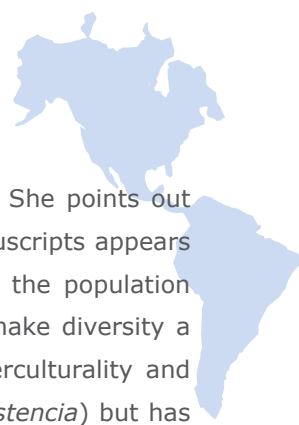 She points out
uscripts appears
the population
make diversity a
erculturality and
stencia) but has